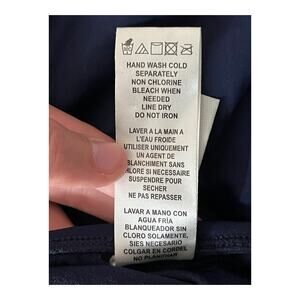 HAND WASH COLD
SEPARATELY
NON CHLORINE
BLEACH WHEN
NEEDED
LINE DRY
DO NOT IRON
LAVER A LA MAIN A
L'EAU FROIDE
UTILISER UNIQUEMENT
UN AGENT DE
BLANCHIMENT SANS
CHLORE SI NECESSAIRE
SUSPENDRE POUR
SECHER
NE PAS REPASSER
LAVAR A MANO CON
AGUA FRIA
BLANQUEADOR SIN
CLORO SOLAMENTE,
SIES NECESARIO
COLGAR EN CORDEL
NO PLANCHAR